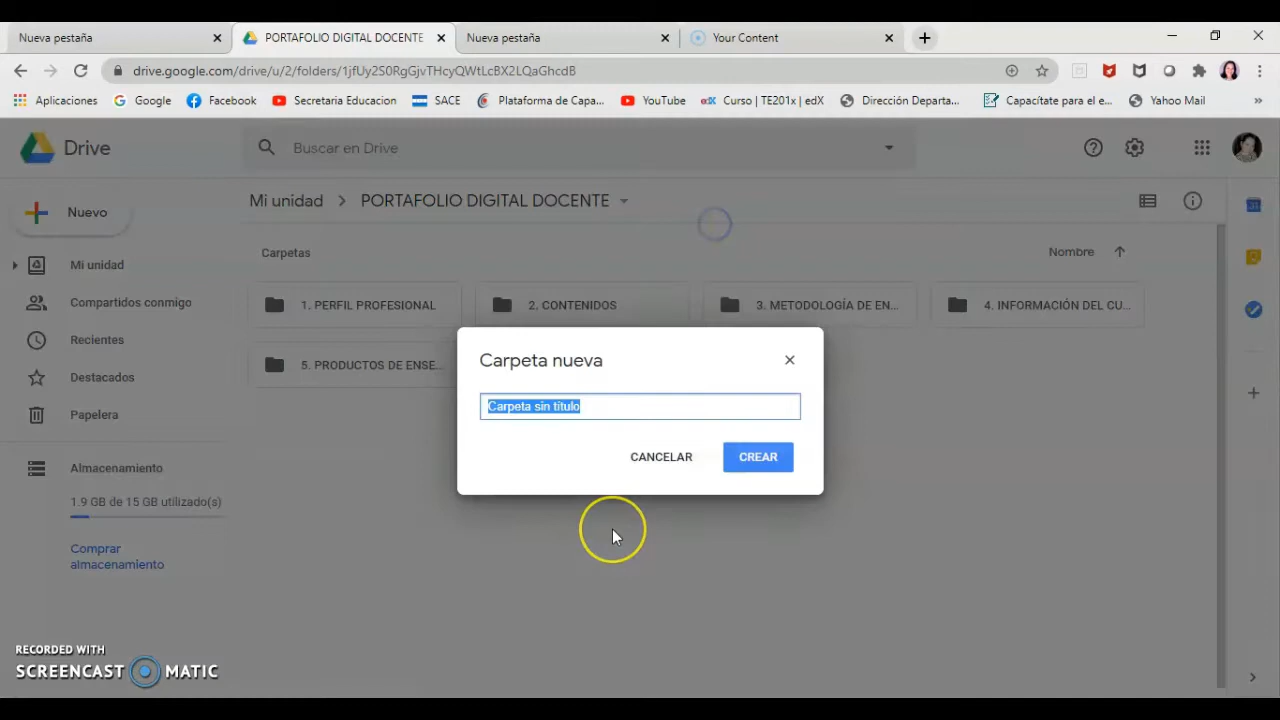 Nueva pestaña
PORTAFOLIO DIGITAL DOCENTE
Nueva pestaña
Your Content
drive.google.com/drive/u/2/folders/1jfUy2S0RgGjvTHcyQWtLcBX2LQaGhcdB
Aplicaciones
Google
Facebook
Secretaria Educacion
SACE
Plataforma de Capa...
YouTube
edX Curso | TE201x | edX
Dirección Departa...
Capacítate para el e...
Yahoo Mail
Drive
Buscar en Drive
Nuevo
Mi unidad > PORTAFOLIO DIGITAL DOCENTE
Mi unidad
Compartidos conmigo
Recientes
Destacados
Papelera
Almacenamiento
1.9 GB de 15 GB utilizado(s)
Comprar
almacenamiento
Carpetas
Nombre
1. PERFIL PROFESIONAL
2. CONTENIDOS
3. METODOLOGÍA DE EN...
4. INFORMACIÓN DEL CU...
5. PRODUCTOS DE ENSE...
Carpeta nueva
Carpeta sin título
CANCELAR
CREAR
RECORDED WITH
SCREENCAST MATIC